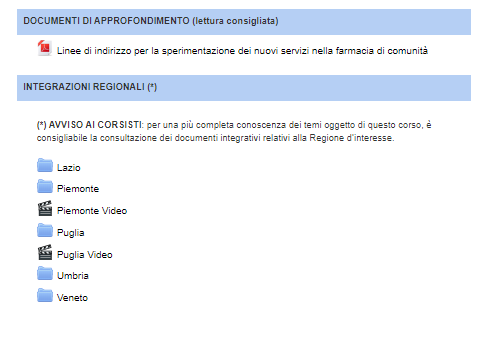 DOCUMENTI DI APPROFONDIMENTO (lettura consigliata)
Linee di indirizzo per la sperimentazione dei nuovi servizi nella farmacia di comunità
INTEGRAZIONI REGIONALI (*)
(*) AVVISO AI CORSISTI: per una più completa conoscenza dei temi oggetto di questo corso, è
consigliabile la consultazione dei documenti integrativi relativi alla Regione d'interesse.
Lazio
Piemonte
Piemonte Video
Puglia
Puglia Video
Umbria
Veneto